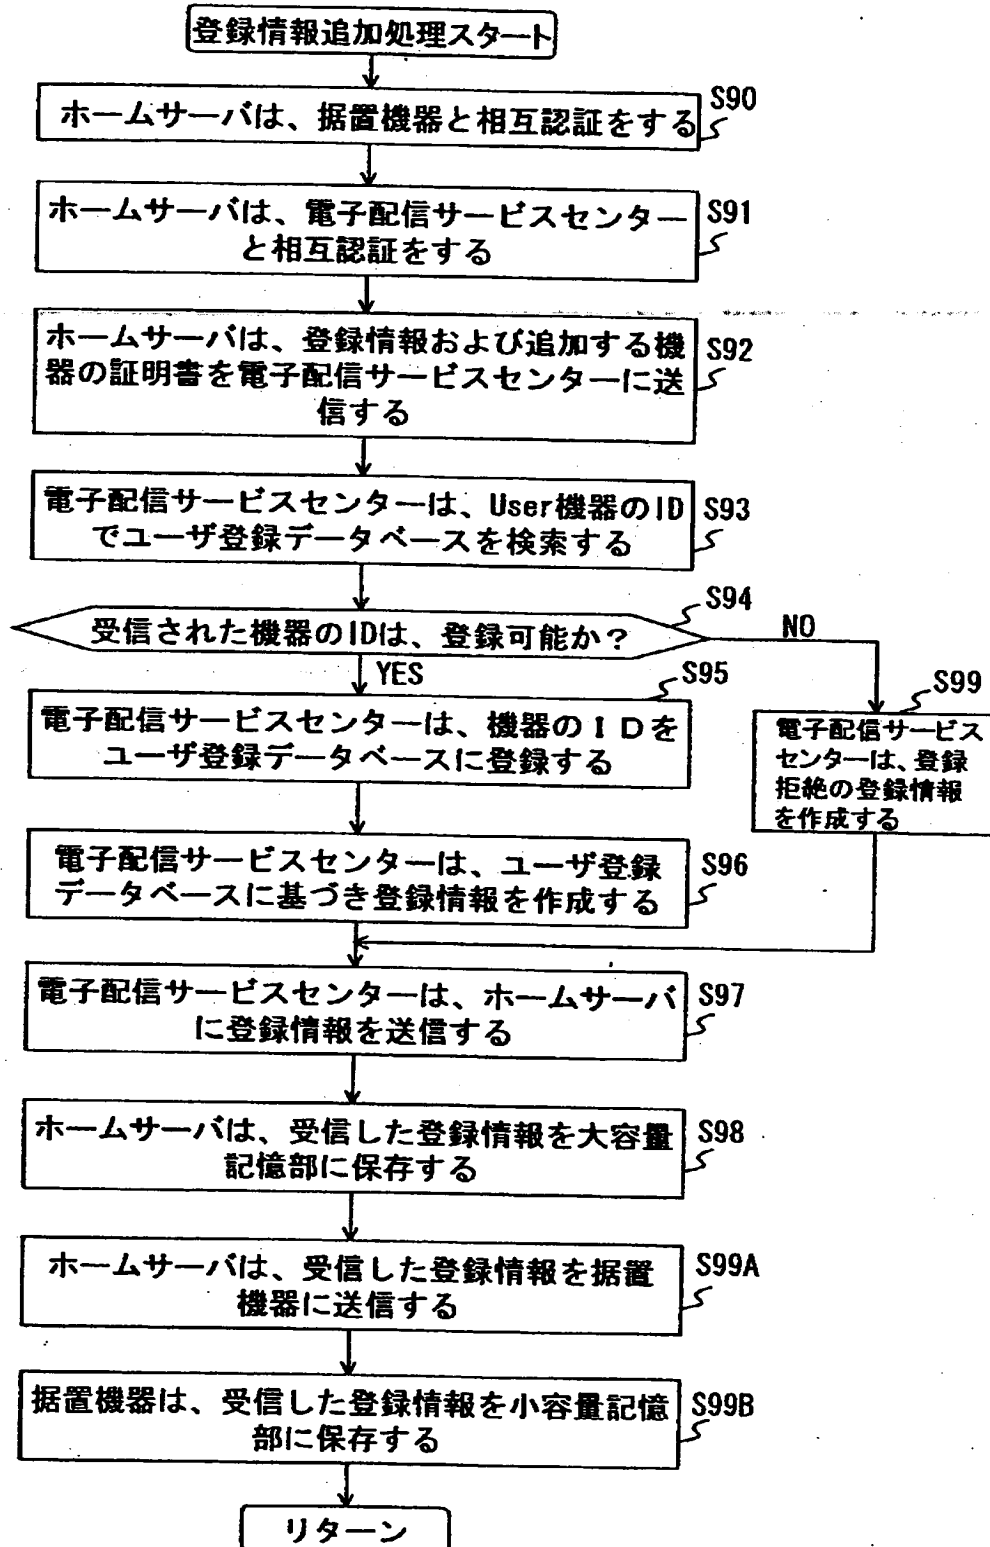 登録情報追加処理スタート
ホームサーバは、据置機器と相互認証をする
S90
ホームサーバは、電子配信サービスセンター
と相互認証をする
S91
ホームサーバは、登録情報および追加する機
器の証明書を電子配信サービスセンターに送
信する
S92
電子配信サービスセンターは、User機器のID
でユーザ登録データベースを検索する
S93
受信された機器のIDは、登録可能か?
S94
NO
YES
S95
電子配信サービスセンターは、機器のIDを
ユーザ登録データベースに登録する
S99
電子配信サービス
センターは、登録
拒絶の登録情報
を作成する
電子配信サービスセンターは、ユーザ登録
データベースに基づき登録情報を作成する
S96
電子配信サービスセンターは、ホームサーバ
に登録情報を送信する
S97
ホームサーバは、受信した登録情報を大容量
記憶部に保存する
S98
ホームサーバは、受信した登録情報を据置
機器に送信する
S99A
据置機器は、受信した登録情報を小容量記憶
部に保存する
S99B
リターン